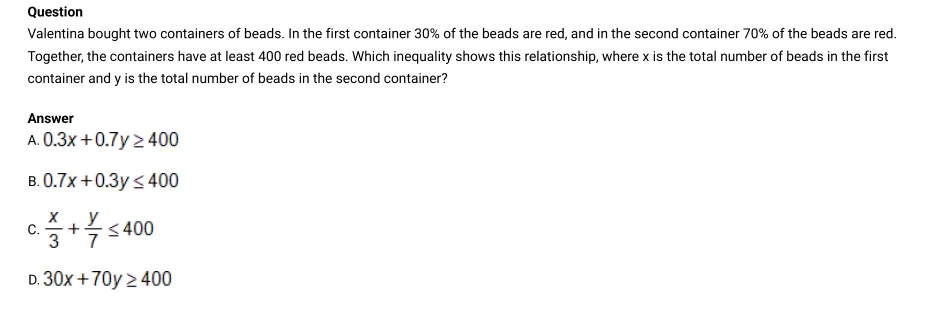 Question
Valentina bought two containers of beads. In the first container 30% of the beads are red, and in the second container 70% of the beads are red.
Together, the containers have at least 400 red beads. Which inequality shows this relationship, where x is the total number of beads in the first
container and y is the total number of beads in the second container?
Answer
A. 0.3x + 0.7y ≥ 400
B. 0.7x + 0.3y ≤ 400
C. x/3 + y/7 ≤ 400
D. 30x + 70y ≥ 400